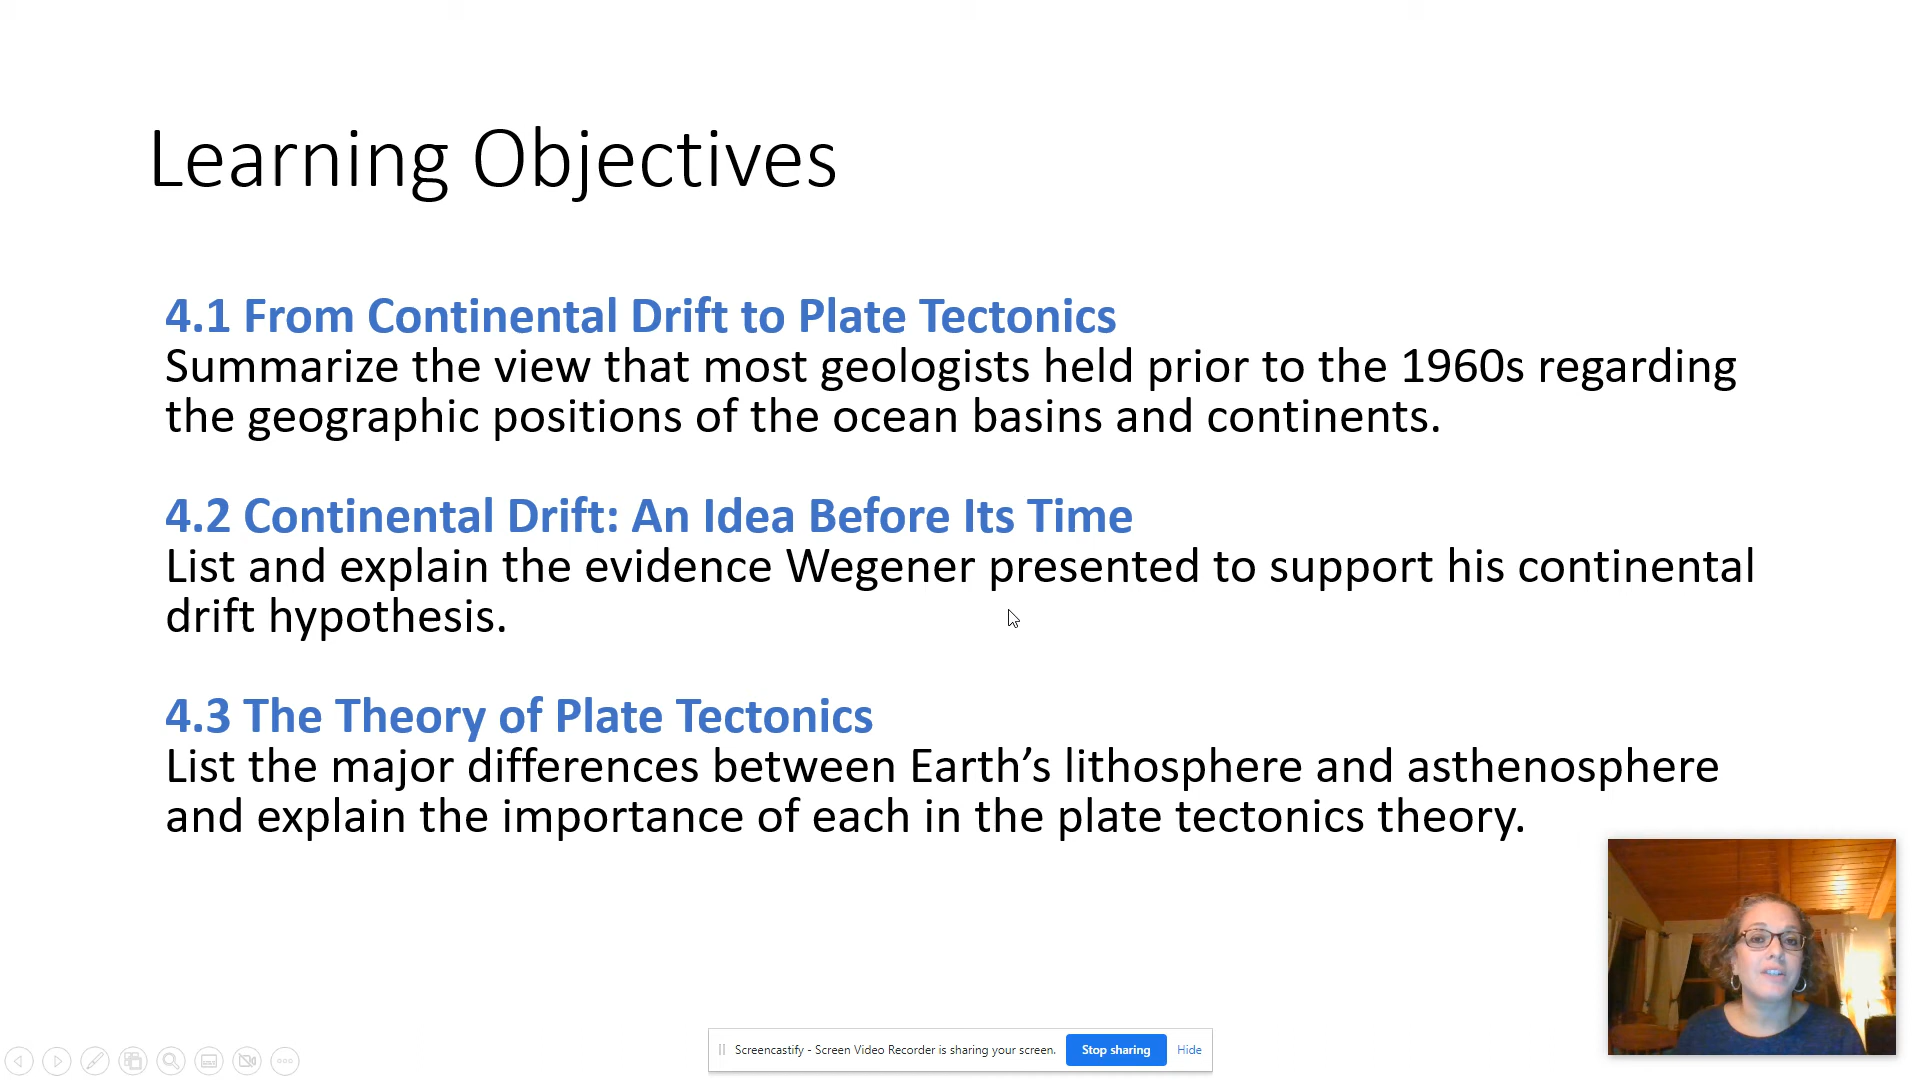 Learning Objectives
4.1 From Continental Drift to Plate Tectonics
Summarize the view that most geologists held prior to the 1960s regarding
the geographic positions of the ocean basins and continents.
4.2 Continental Drift: An Idea Before Its Time
List and explain the evidence Wegener presented to support his continental
drift hypothesis.
4.3 The Theory of Plate Tectonics
List the major differences between Earth’s lithosphere and asthenosphere
and explain the importance of each in the plate tectonics theory.
Screencastify - Screen Video Recorder is sharing your screen. Stop sharing Hide